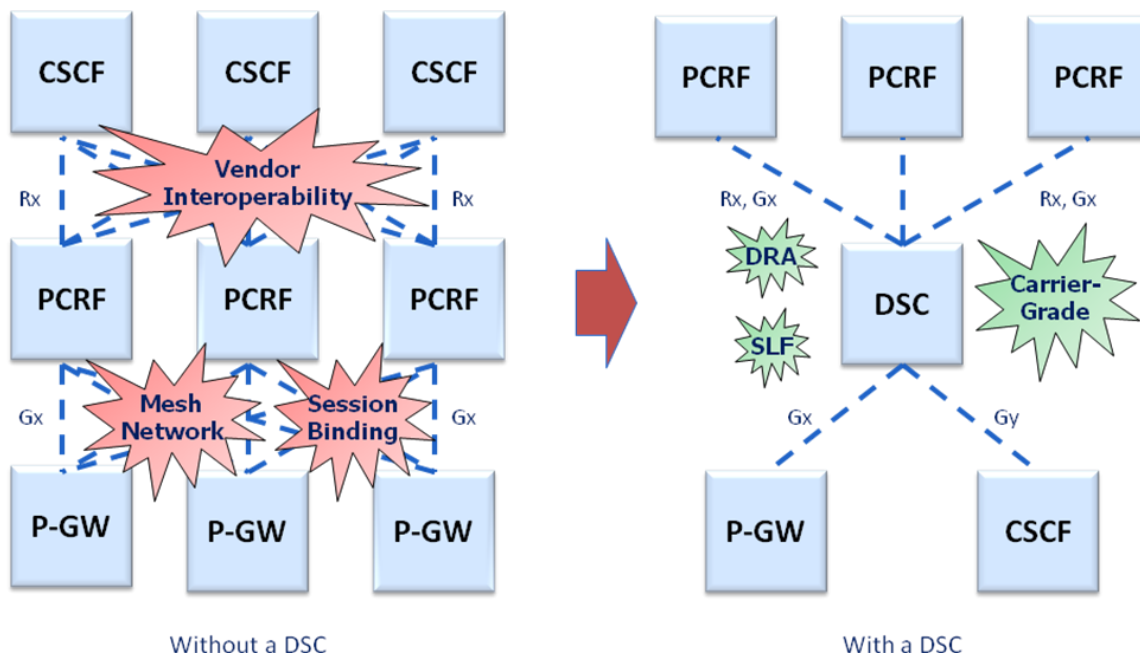 CSCF
CSCF
CSCF
Vendor
Interoperability
Rx
Rx
PCRF
PCRF
PCRF
Mesh
Network
Session
Binding
Gx
Gx
P-GW
P-GW
P-GW
Without a DSC
PCRF
PCRF
PCRF
Rx, Gx
Rx, Gx
DRA
SLF
DSC
Carrier-
Grade
Gx
Gy
P-GW
CSCF
With a DSC